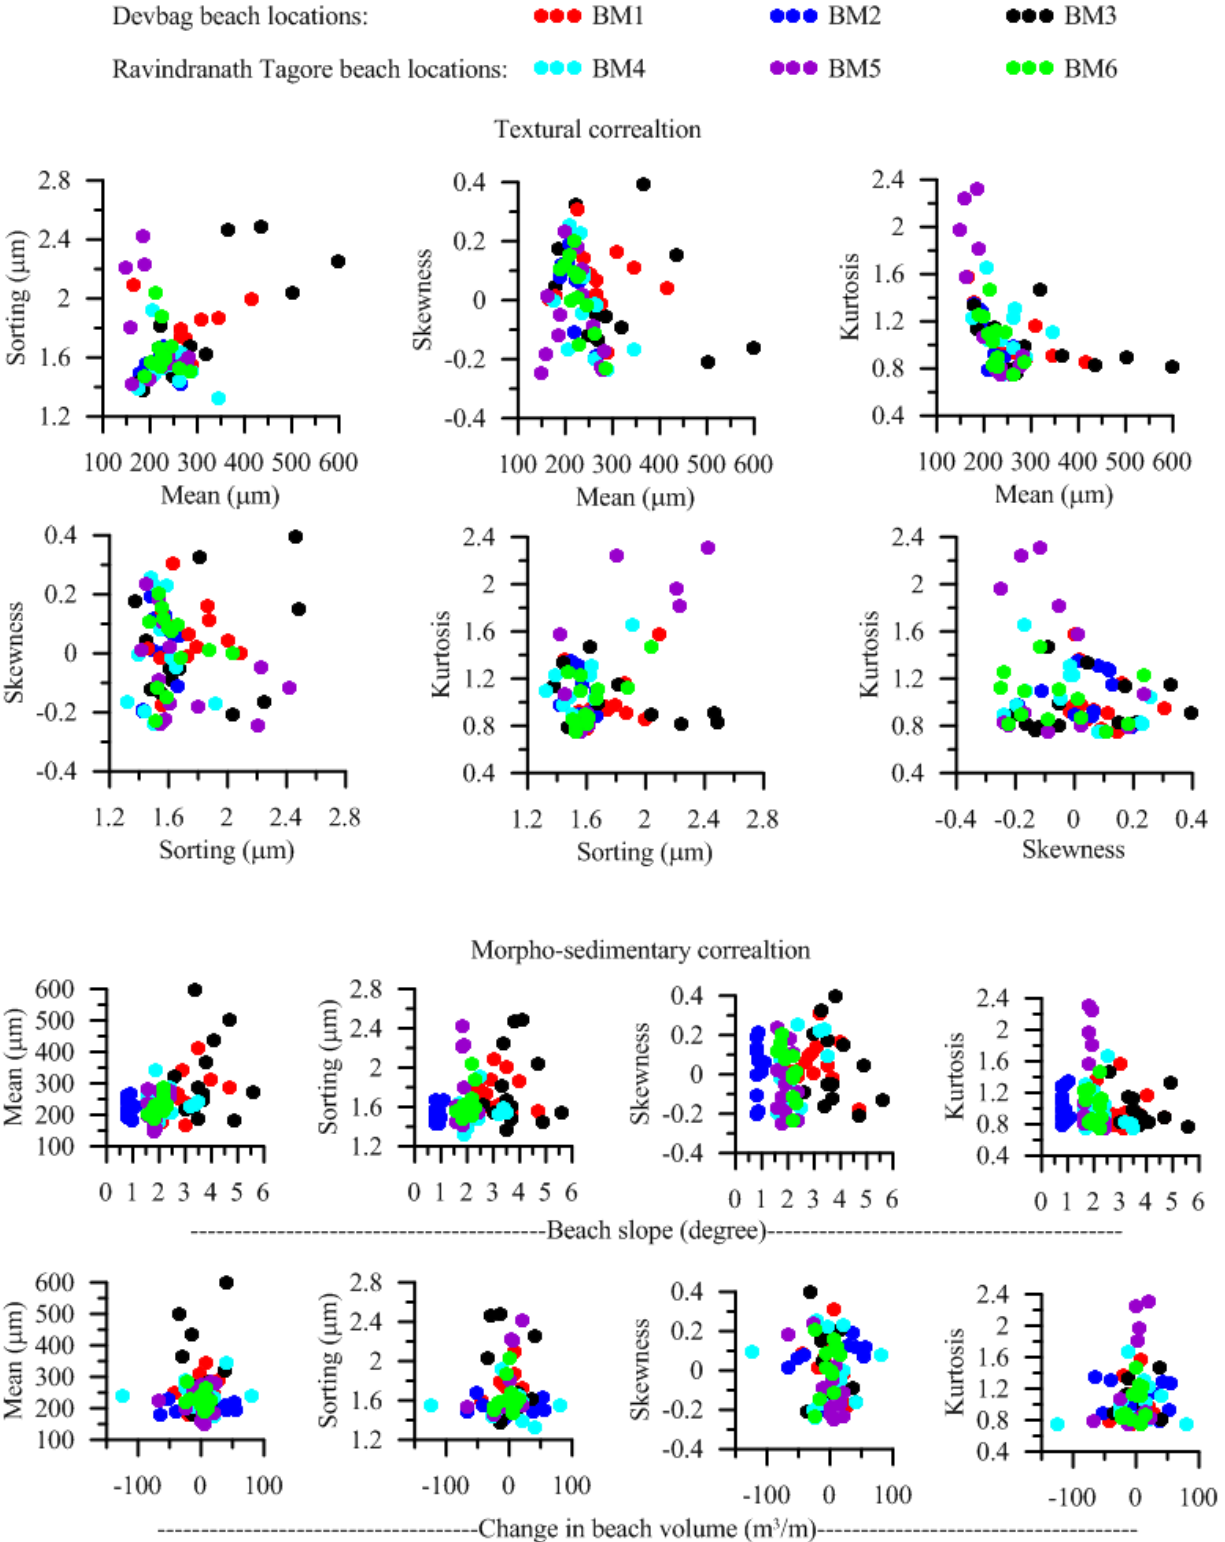 Devbag beach locations: BM1 BM2 BM3
Ravindranath Tagore beach locations: BM4 BM5 BM6
Textural correaltion
2.8 2.4 2 1.6 1.2
Sorting (μm)
100 200 300 400 500 600
Mean (μm)
0.4 0.2 0 -0.2 -0.4
Skewness
100 200 300 400 500 600
Mean (μm)
2.4 2 1.6 1.2 0.8 0.4
Kurtosis
100 200 300 400 500 600
Mean (μm)
0.4 0.2 0 -0.2 -0.4
Skewness
1.2 1.6 2 2.4 2.8
Sorting (μm)
2.4 2 1.6 1.2 0.8 0.4
Kurtosis
1.2 1.6 2 2.4 2.8
Sorting (μm)
2.4 2 1.6 1.2 0.8 0.4
Kurtosis
-0.4 -0.2 0 0.2 0.4
Skewness
Morpho-sedimentary correaltion
600 500 400 300 200 100
Mean (μm)
0 1 2 3 4 5 6
2.8 2.4 2 1.6 1.2
Sorting (μm)
0 1 2 3 4 5 6
0.4 0.2 0 -0.2 -0.4
Skewness
0 1 2 3 4 5 6
2.4 2 1.6 1.2 0.8 0.4
Kurtosis
0 1 2 3 4 5 6
Beach slope (degree)
600 500 400 300 200 100
Mean (μm)
-100 0 100
2.8 2.4 2 1.6 1.2
Sorting (μm)
-100 0 100
0.4 0.2 0 -0.2 -0.4
Skewness
-100 0 100
2.4 2 1.6 1.2 0.8 0.4
Kurtosis
-100 0 100
Change in beach volume (m³/m)